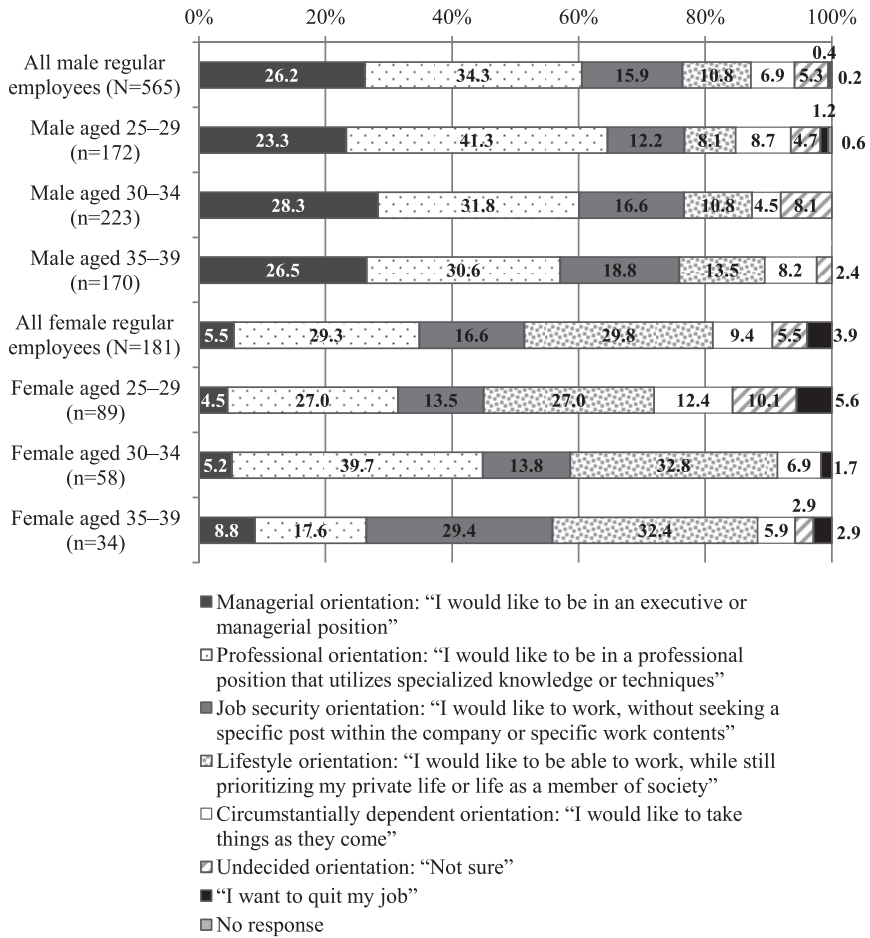 0% 20% 40% 60% 80% 100%
0.4
All male regular
employees (N=565)
26.2 34.3 15.9 10.8 6.9 5.3 0.2
1.2
Male aged 25–29
(n=172)
23.3 41.3 12.2 8.1 8.7 4.7 0.6
Male aged 30–34
(n=223)
28.3 31.8 16.6 10.8 4.5 8.1
Male aged 35–39
(n=170)
26.5 30.6 18.8 13.5 8.2 2.4
All female regular
employees (N=181)
5.5 29.3 16.6 29.8 9.4 5.5 3.9
Female aged 25–29
(n=89)
4.5 27.0 13.5 27.0 12.4 10.1 5.6
Female aged 30–34
(n=58)
5.2 39.7 13.8 32.8 6.9 1.7
2.9
Female aged 35–39
(n=34)
8.8 17.6 29.4 32.4 5.9 2.9
Managerial orientation: “I would like to be in an executive or
managerial position”
Professional orientation: “I would like to be in a professional
position that utilizes specialized knowledge or techniques”
Job security orientation: “I would like to work, without seeking a
specific post within the company or specific work contents”
Lifestyle orientation: “I would like to be able to work, while still
prioritizing my private life or life as a member of society”
Circumstantially dependent orientation: “I would like to take
things as they come”
Undecided orientation: “Not sure”
“I want to quit my job”
No response